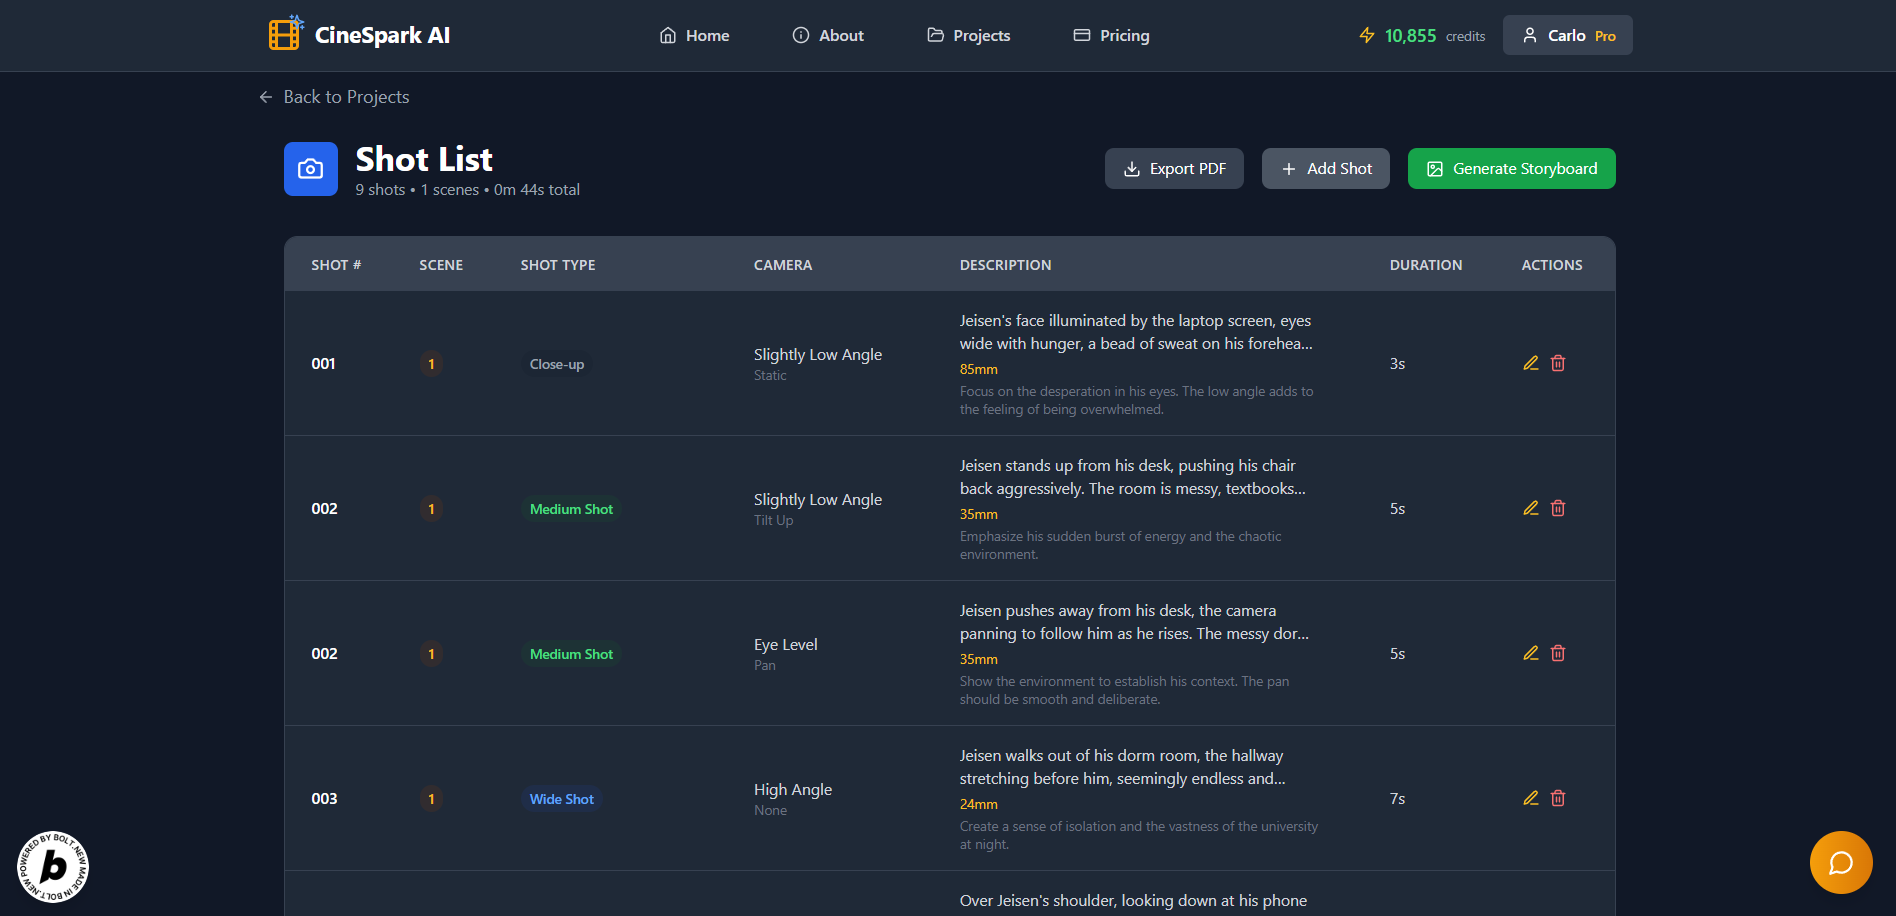 CineSpark AI
Home
About
Projects
Pricing
10,855 credits
Carlo Pro
Back to Projects
Shot List
9 shots • 1 scenes • 0m 44s total
Export PDF
Add Shot
Generate Storyboard
SHOT # SCENE SHOT TYPE CAMERA DESCRIPTION DURATION ACTIONS
001
1
Close-up
Slightly Low Angle
Static
Jeisen's face illuminated by the laptop screen, eyes
wide with hunger, a bead of sweat on his forehea...
85mm
Focus on the desperation in his eyes. The low angle adds to
the feeling of being overwhelmed.
3s
002
1
Medium Shot
Slightly Low Angle
Tilt Up
Jeisen stands up from his desk, pushing his chair
back aggressively. The room is messy, textbooks...
35mm
Emphasize his sudden burst of energy and the chaotic
environment.
5s
002
1
Medium Shot
Eye Level
Pan
Jeisen pushes away from his desk, the camera
panning to follow him as he rises. The messy dor...
35mm
Show the environment to establish his context. The pan
should be smooth and deliberate.
5s
003
1
Wide Shot
High Angle
None
Jeisen walks out of his dorm room, the hallway
stretching before him, seemingly endless and...
24mm
Create a sense of isolation and the vastness of the university
at night.
7s
Over Jeisen's shoulder, looking down at his phone
POWERED BY BOLT.NEW MADE IN BOLT.NEW
b